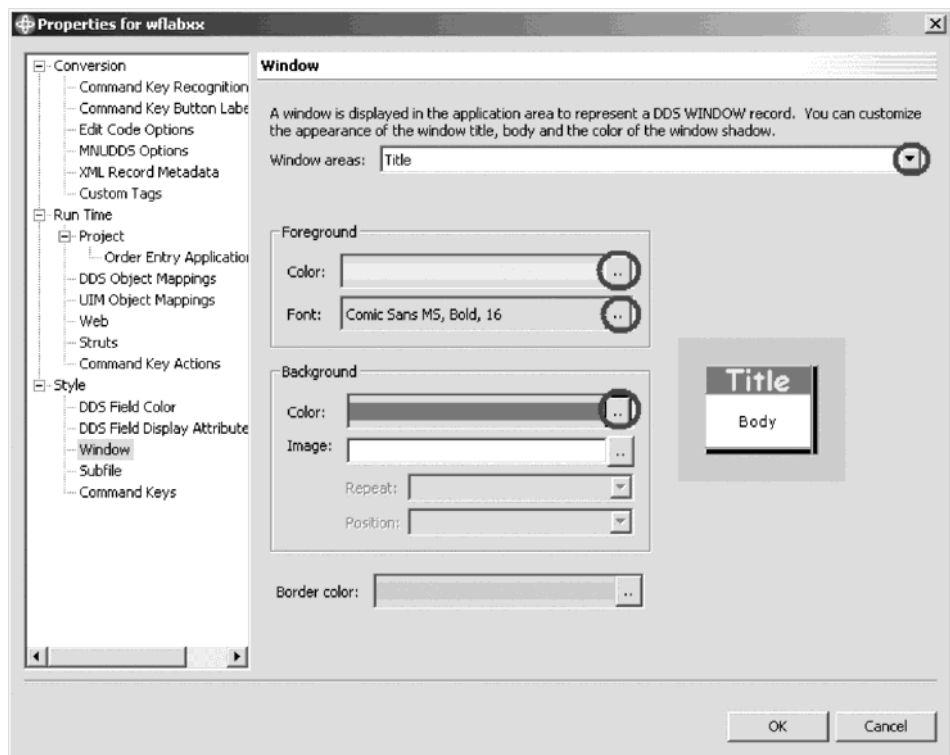 Properties for wflabxx
Conversion
Command Key Recognition
Command Key Button Labe
Edit Code Options
MNUDDS Options
XML Record Metadata
Custom Tags
Run Time
Project
Order Entry Application
DDS Object Mappings
UIM Object Mappings
Web
Struts
Command Key Actions
Style
DDS Field Color
DDS Field Display Attribute
Window
Subfile
Command Keys
Window
A window is displayed in the application area to represent a DDS WINDOW record. You can customize
the appearance of the window title, body and the color of the window shadow.
Window areas: Title
Foreground
Color: ..
Font: Comic Sans MS, Bold, 16 ..
Background
Color: ..
Image: ..
Repeat:
Position:
Border color: ..
Title
Body
OK Cancel